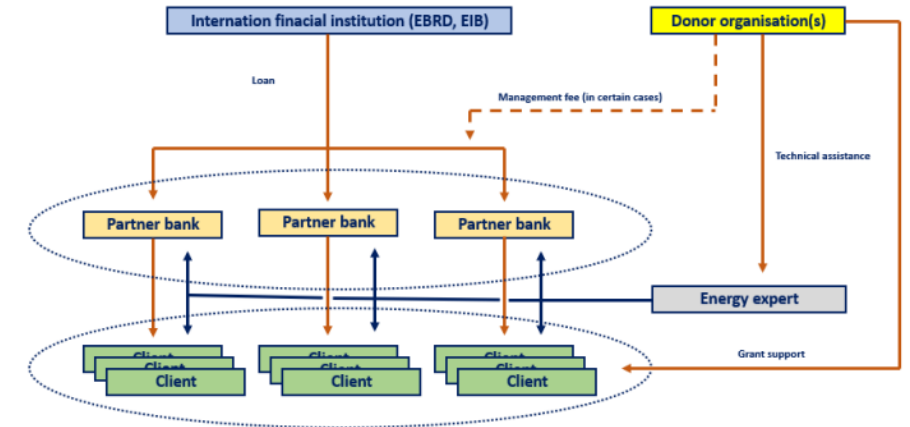 Internation finacial institution (EBRD, EIB)
Donor organisation(s)
Loan
Management fee (in certain cases)
Technical assistance
Partner bank
Partner bank
Partner bank
Energy expert
Grant support
Client
Client
Client
Client
Client
Client
Client
Client
Client